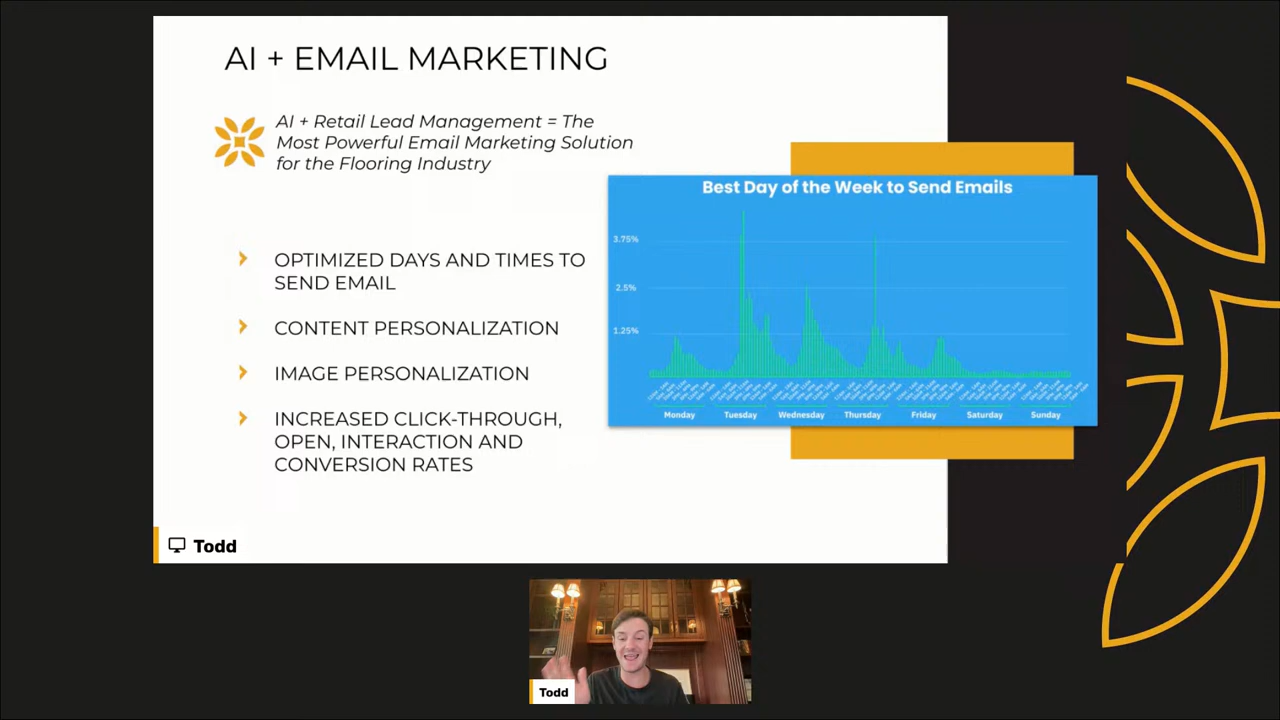 AI + EMAIL MARKETING
AI + Retail Lead Management = The
Most Powerful Email Marketing Solution
for the Flooring Industry
OPTIMIZED DAYS AND TIMES TO
SEND EMAIL
CONTENT PERSONALIZATION
IMAGE PERSONALIZATION
INCREASED CLICK-THROUGH,
OPEN, INTERACTION AND
CONVERSION RATES
Best Day of the Week to Send Emails
3.75%
2.5%
1.25%
Monday Tuesday Wednesday Thursday Friday Saturday Sunday
Todd
Todd